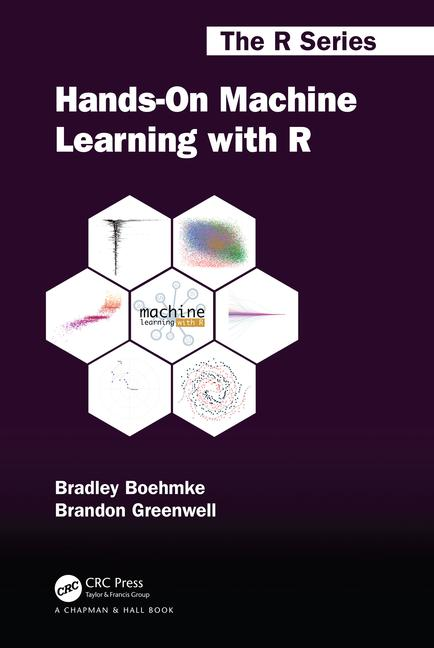 The R Series
Hands-On Machine
Learning with R
machine
learning with R
Bradley Boehmke
Brandon Greenwell
CRC
CRC Press
Taylor & Francis Group
A CHAPMAN & HALL BOOK